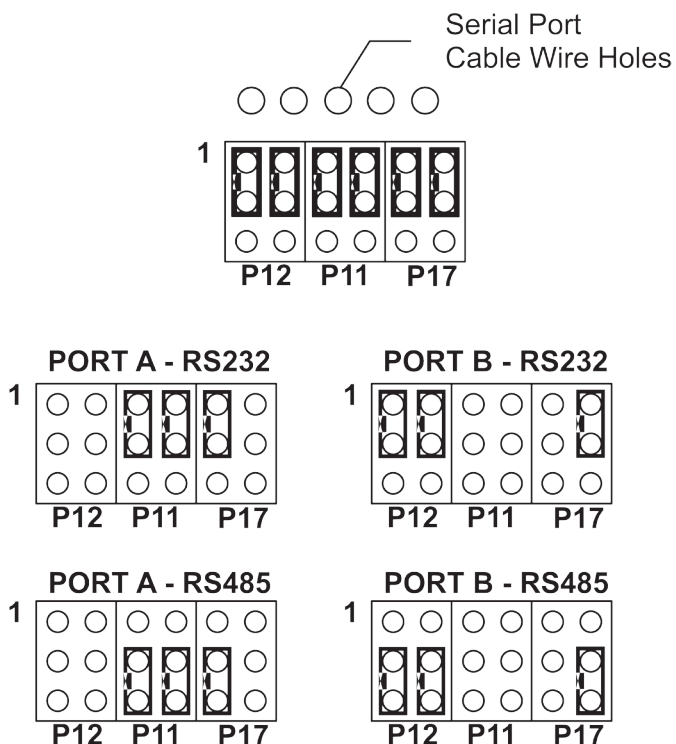 Serial Port
Cable Wire Holes
1
P12 P11 P17
PORT A - RS232
1
P12 P11 P17
PORT B - RS232
1
P12 P11 P17
PORT A - RS485
1
P12 P11 P17
PORT B - RS485
1
P12 P11 P17